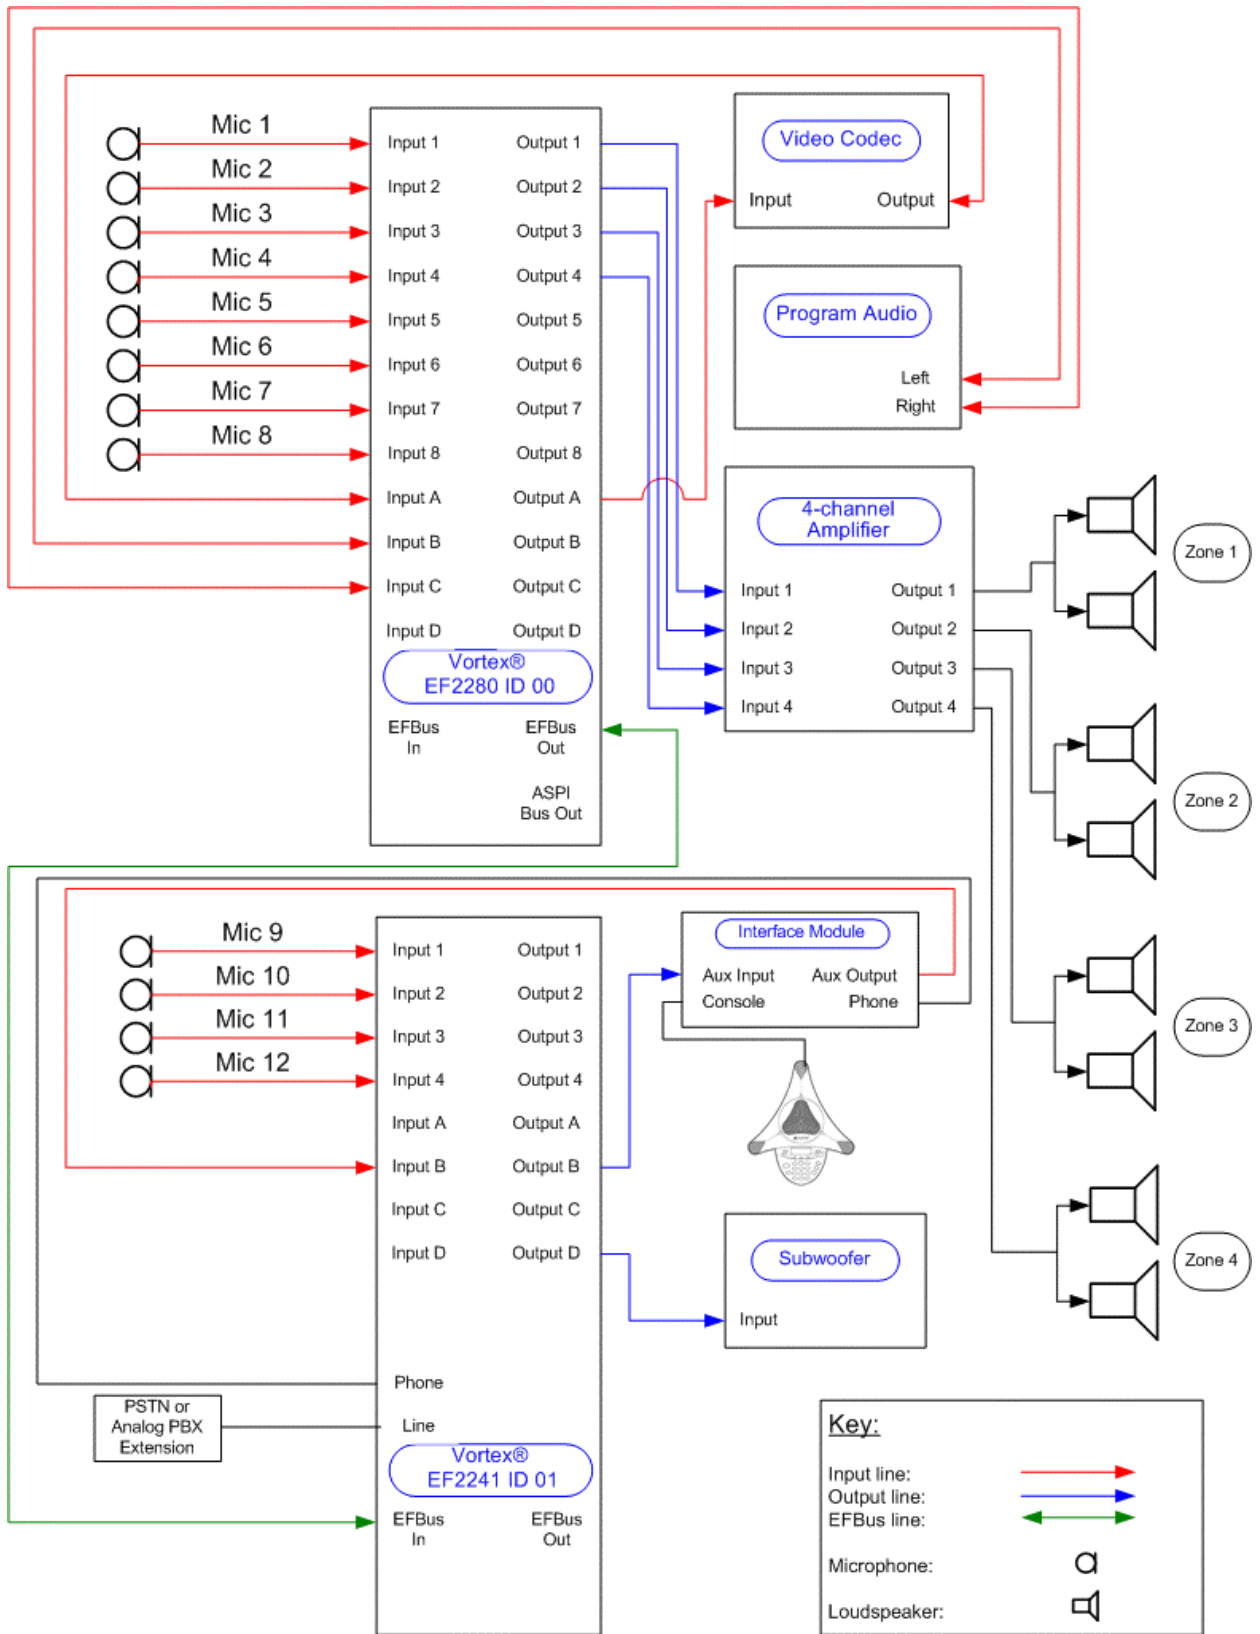 Mic 1
Mic 2
Mic 3
Mic 4
Mic 5
Mic 6
Mic 7
Mic 8
Input 1 Output 1
Input 2 Output 2
Input 3 Output 3
Input 4 Output 4
Input 5 Output 5
Input 6 Output 6
Input 7 Output 7
Input 8 Output 8
Input A Output A
Input B Output B
Input C Output C
Input D Output D
Vortex®
EF2280 ID 00
EFBus
In
EFBus
Out
ASPI
Bus Out
Video Codec
Input Output
Program Audio
Left
Right
4-channel
Amplifier
Input 1 Output 1
Input 2 Output 2
Input 3 Output 3
Input 4 Output 4
Zone 1
Zone 2
Zone 3
Zone 4
Mic 9
Mic 10
Mic 11
Mic 12
Input 1 Output 1
Input 2 Output 2
Input 3 Output 3
Input 4 Output 4
Input A Output A
Input B Output B
Input C Output C
Input D Output D
Phone
Line
PSTN or
Analog PBX
Extension
Vortex®
EF2241 ID 01
EFBus
In
EFBus
Out
Interface Module
Aux Input Aux Output
Console Phone
Subwoofer
Input
Key:
Input line:
Output line:
EFBus line:
Microphone:
Loudspeaker: